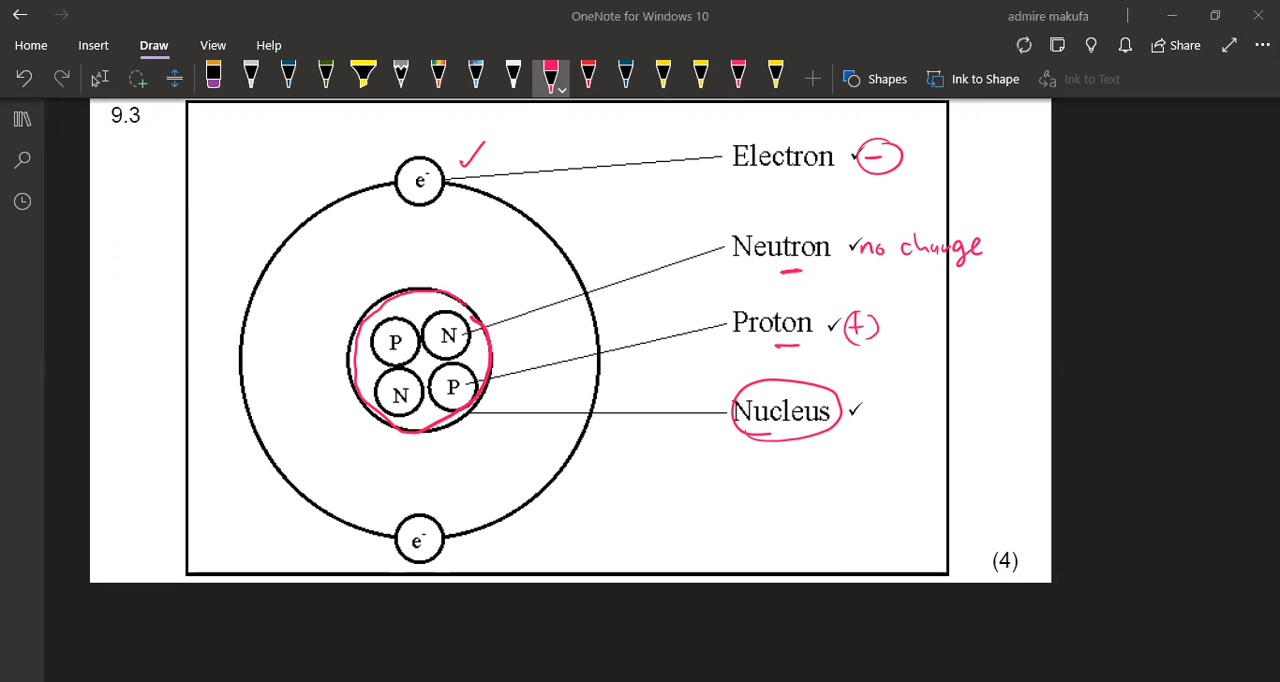 OneNote for Windows 10
admire makufa
Home Insert Draw View Help
Share
Shapes Ink to Shape Ink to Text
9.3
e⁻
Electron ✓ −
Neutron ✓ no change
P N
Proton ✓ (+)
N P
Nucleus ✓
e⁻
(4)